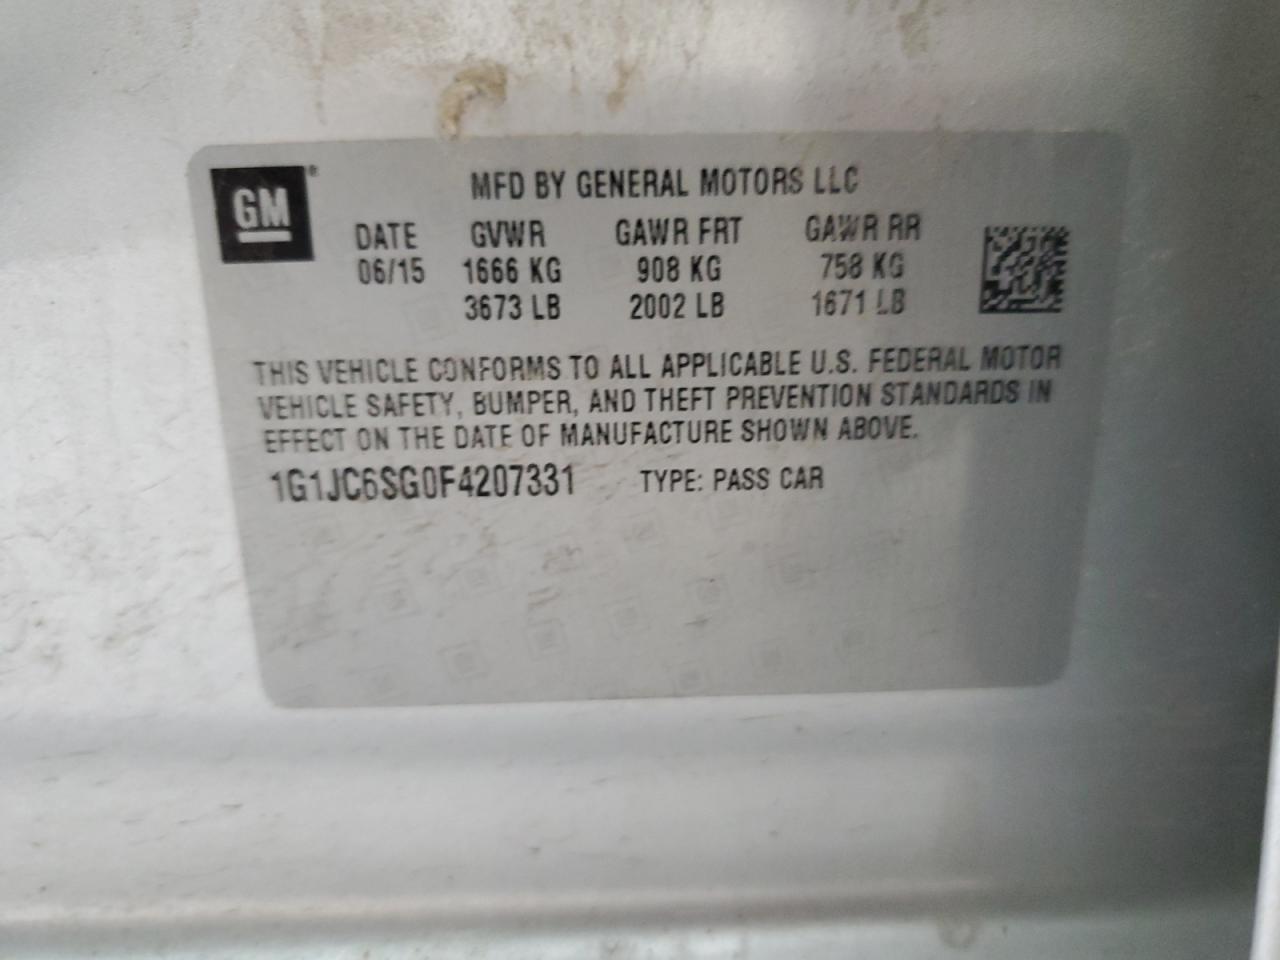 GM®
MFD BY GENERAL MOTORS LLC
DATE GVWR GAWR FRT GAWR RR
06/15 1666 KG 908 KG 758 KG
3673 LB 2002 LB 1671 LB
THIS VEHICLE CONFORMS TO ALL APPLICABLE U.S. FEDERAL MOTOR
VEHICLE SAFETY, BUMPER, AND THEFT PREVENTION STANDARDS IN
EFFECT ON THE DATE OF MANUFACTURE SHOWN ABOVE.
1G1JC6SG0F4207331 TYPE: PASS CAR